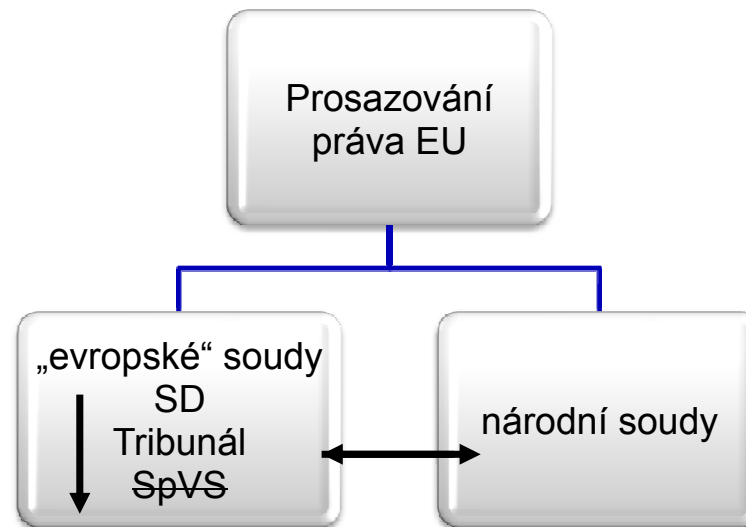 Prosazování
práva EU
„evropské“ soudy
SD
Tribunál
SpVS
národní soudy